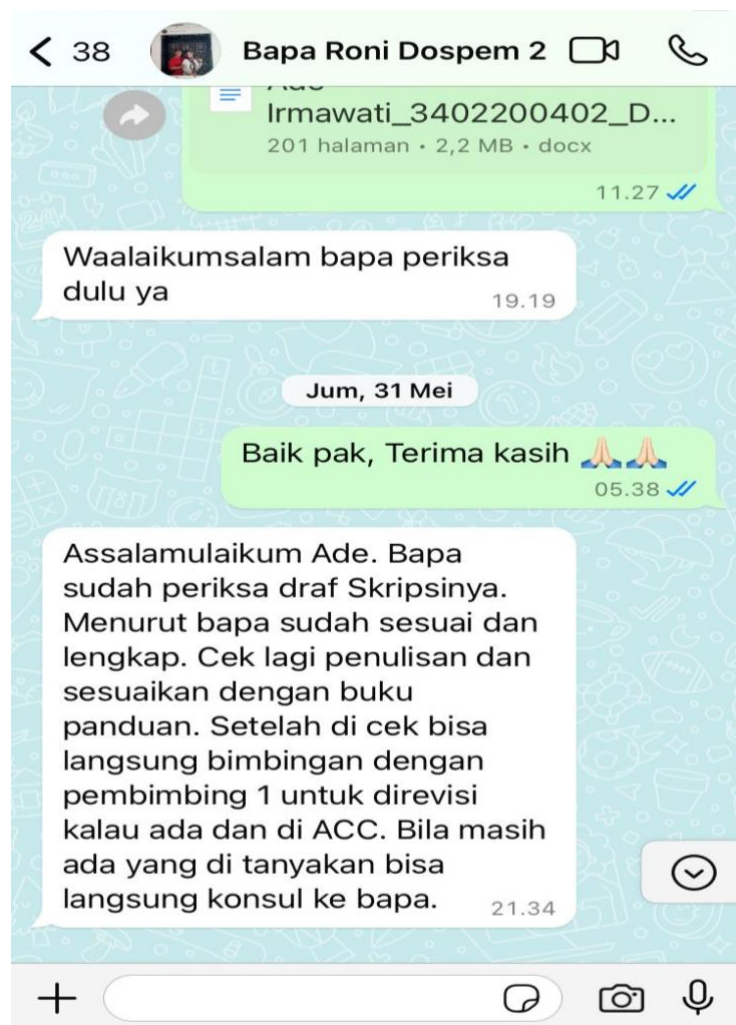 38 Bapa Roni Dospem 2
Irmawati_3402200402_D...
201 halaman • 2,2 MB • docx
11.27
Waalaikumsalam bapa periksa
dulu ya
19.19
Jum, 31 Mei
Baik pak, Terima kasih 🙏🏻🙏🏻
05.38
Assalamulaikum Ade. Bapa
sudah periksa draf Skripsinya.
Menurut bapa sudah sesuai dan
lengkap. Cek lagi penulisan dan
sesuaikan dengan buku
panduan. Setelah di cek bisa
langsung bimbingan dengan
pembimbing 1 untuk direvisi
kalau ada dan di ACC. Bila masih
ada yang di tanyakan bisa
langsung konsul ke bapa.
21.34